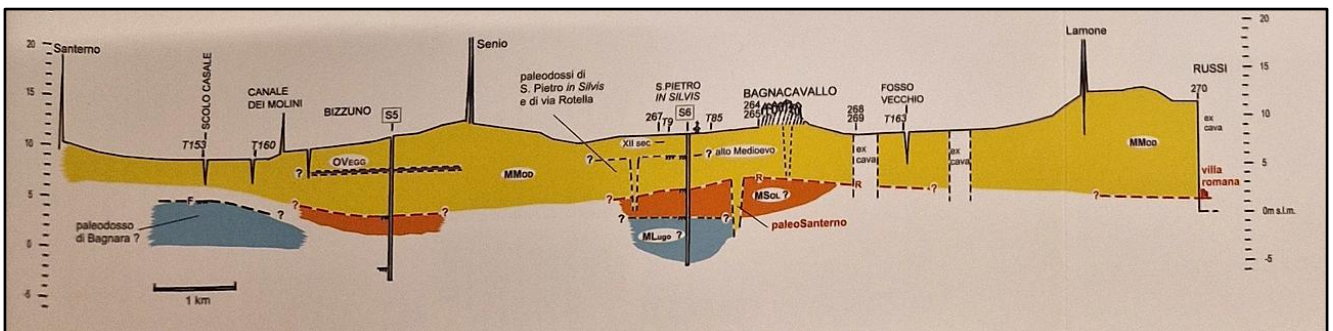 20
15
10
5
0
-5
Santerno
T153
SCOLO CASALE
T160
CANALE
DEI MOLINI
BIZZUNO
S5
Senio
paleodossi di
S. Pietro in Silvis
e di via Rotella
267
T9
S.PIETRO
IN SILVIS
S6
T85
BAGNACAVALLO
264
265
268
269
FOSSO
VECCHIO
T163
ex
cava
ex
cava
Lamone
RUSSI
270
ex
cava
villa
romana
0m s.l.m.
20
15
10
5
-5
OVEGG
?
MMOD
XII sec
?
? alto Medioevo
MMOD
F
?
?
?
?
R
R
?
?
MSOL ?
paleoSanterno
?
?
MLUGO ?
paleodosso
di Bagnara ?
1 km